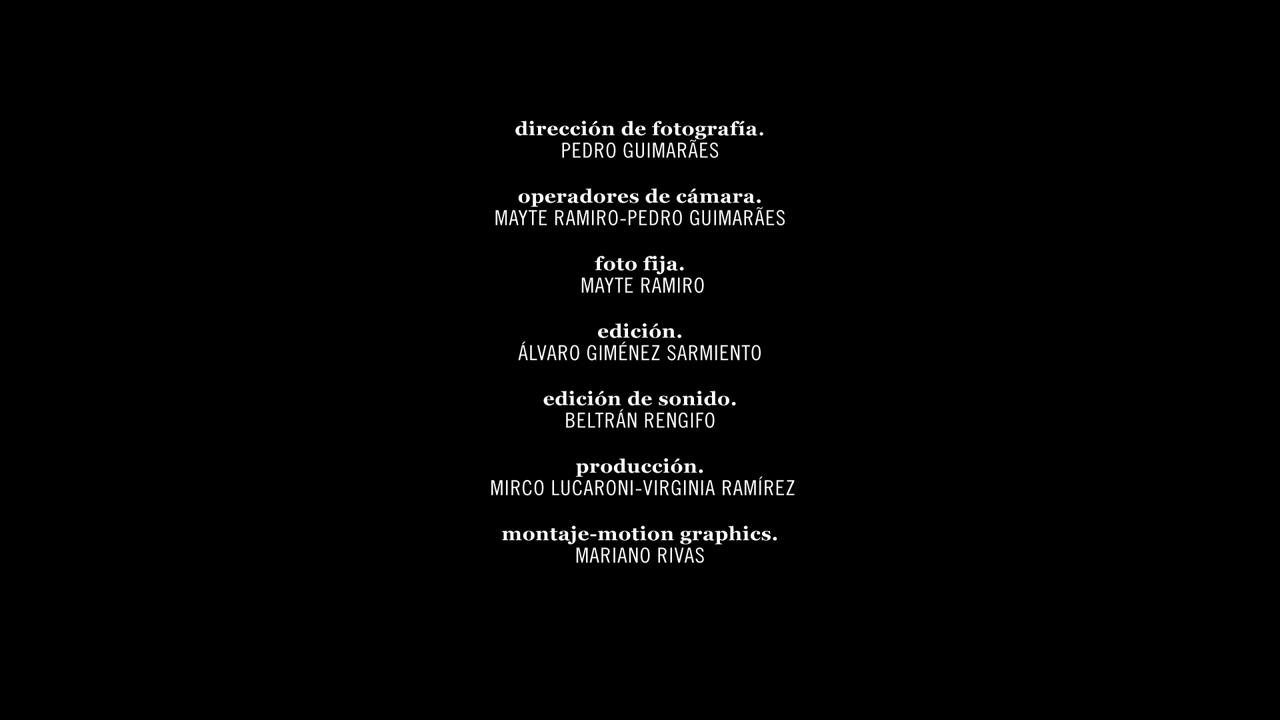 dirección de fotografía.
PEDRO GUIMARÃES
operadores de cámara.
MAYTE RAMIRO-PEDRO GUIMARÃES
foto fija.
MAYTE RAMIRO
edición.
ÁLVARO GIMÉNEZ SARMIENTO
edición de sonido.
BELTRÁN RENGIFO
producción.
MIRCO LUCARONI-VIRGINIA RAMÍREZ
montaje-motion graphics.
MARIANO RIVAS